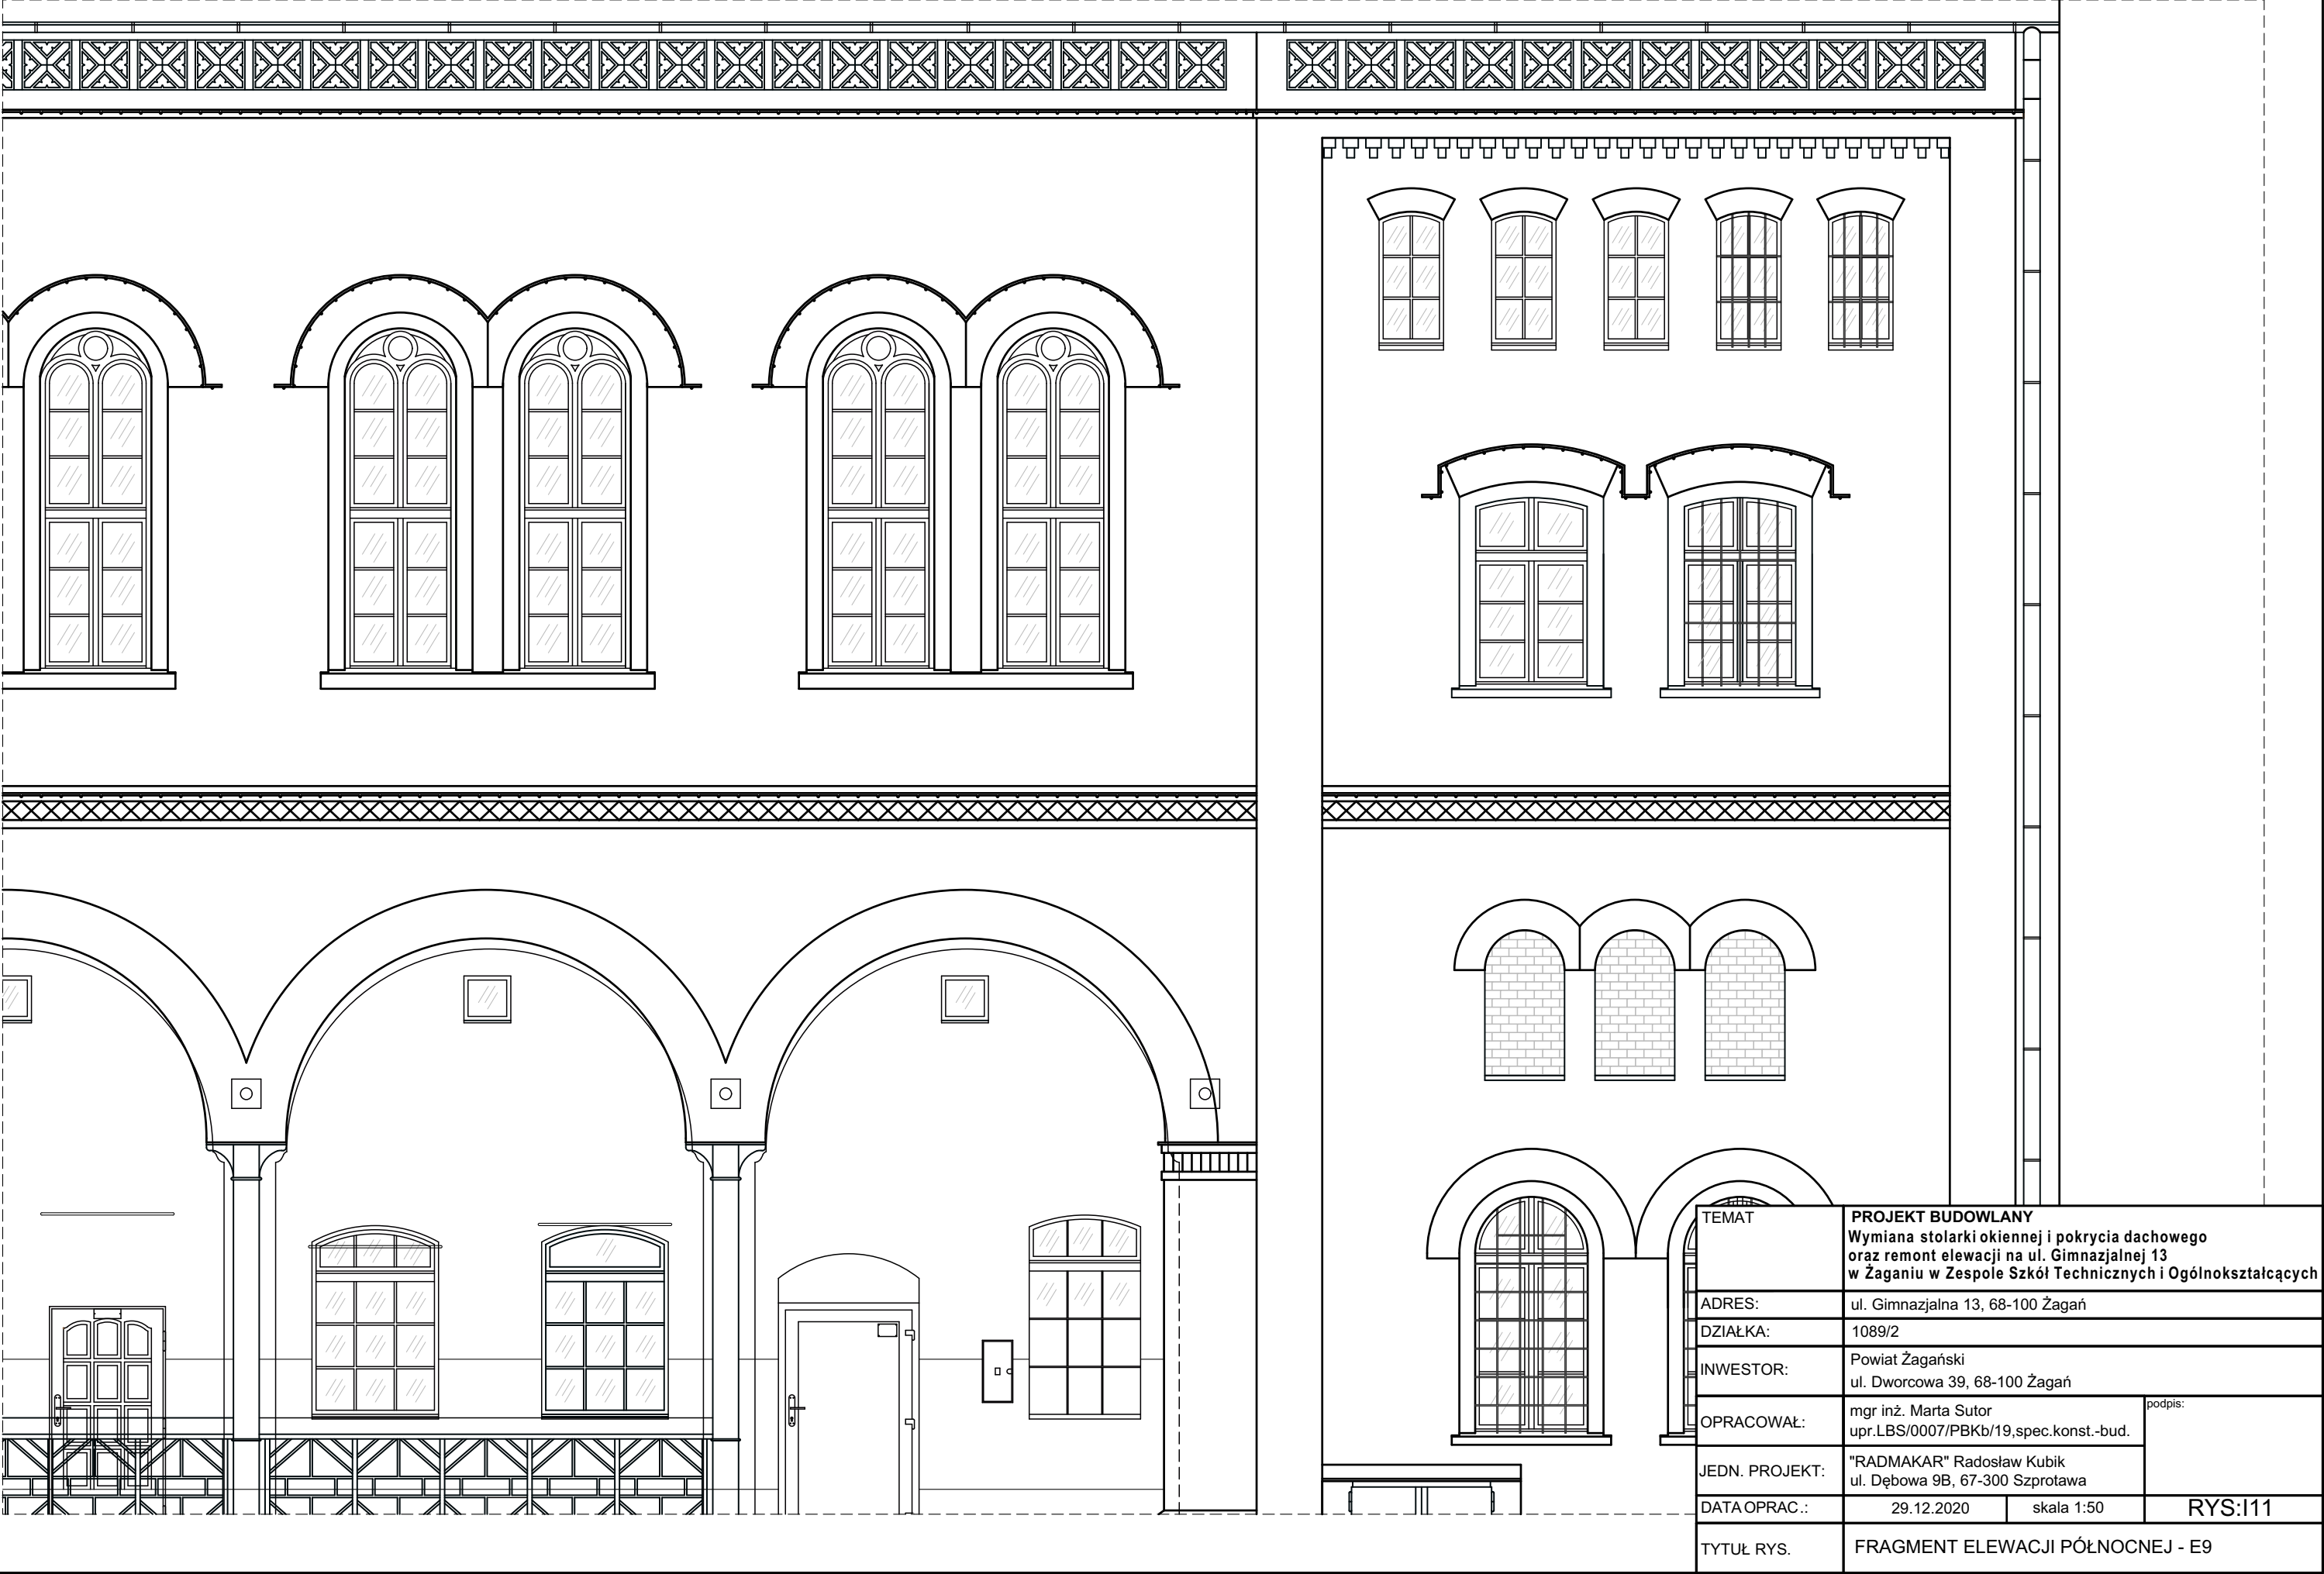 TEMAT
PROJEKT BUDOWLANY
Wymiana stolarki okiennej i pokrycia dachowego
oraz remont elewacji na ul. Gimnazjalnej 13
w Żaganiu w Zespole Szkół Technicznych i Ogólnokształcących
ADRES:
ul. Gimnazjalna 13, 68-100 Żagań
DZIAŁKA:
1089/2
INWESTOR:
Powiat Żagański
ul. Dworcowa 39, 68-100 Żagań
OPRACOWAŁ:
mgr inż. Marta Sutor
upr.LBS/0007/PBKb/19,spec.konst.-bud.
podpis:
JEDN. PROJEKT:
"RADMAKAR" Radosław Kubik
ul. Dębowa 9B, 67-300 Szprotawa
DATA OPRAC.:
29.12.2020
skala 1:50
RYS:I11
TYTUŁ RYS.
FRAGMENT ELEWACJI PÓŁNOCNEJ - E9